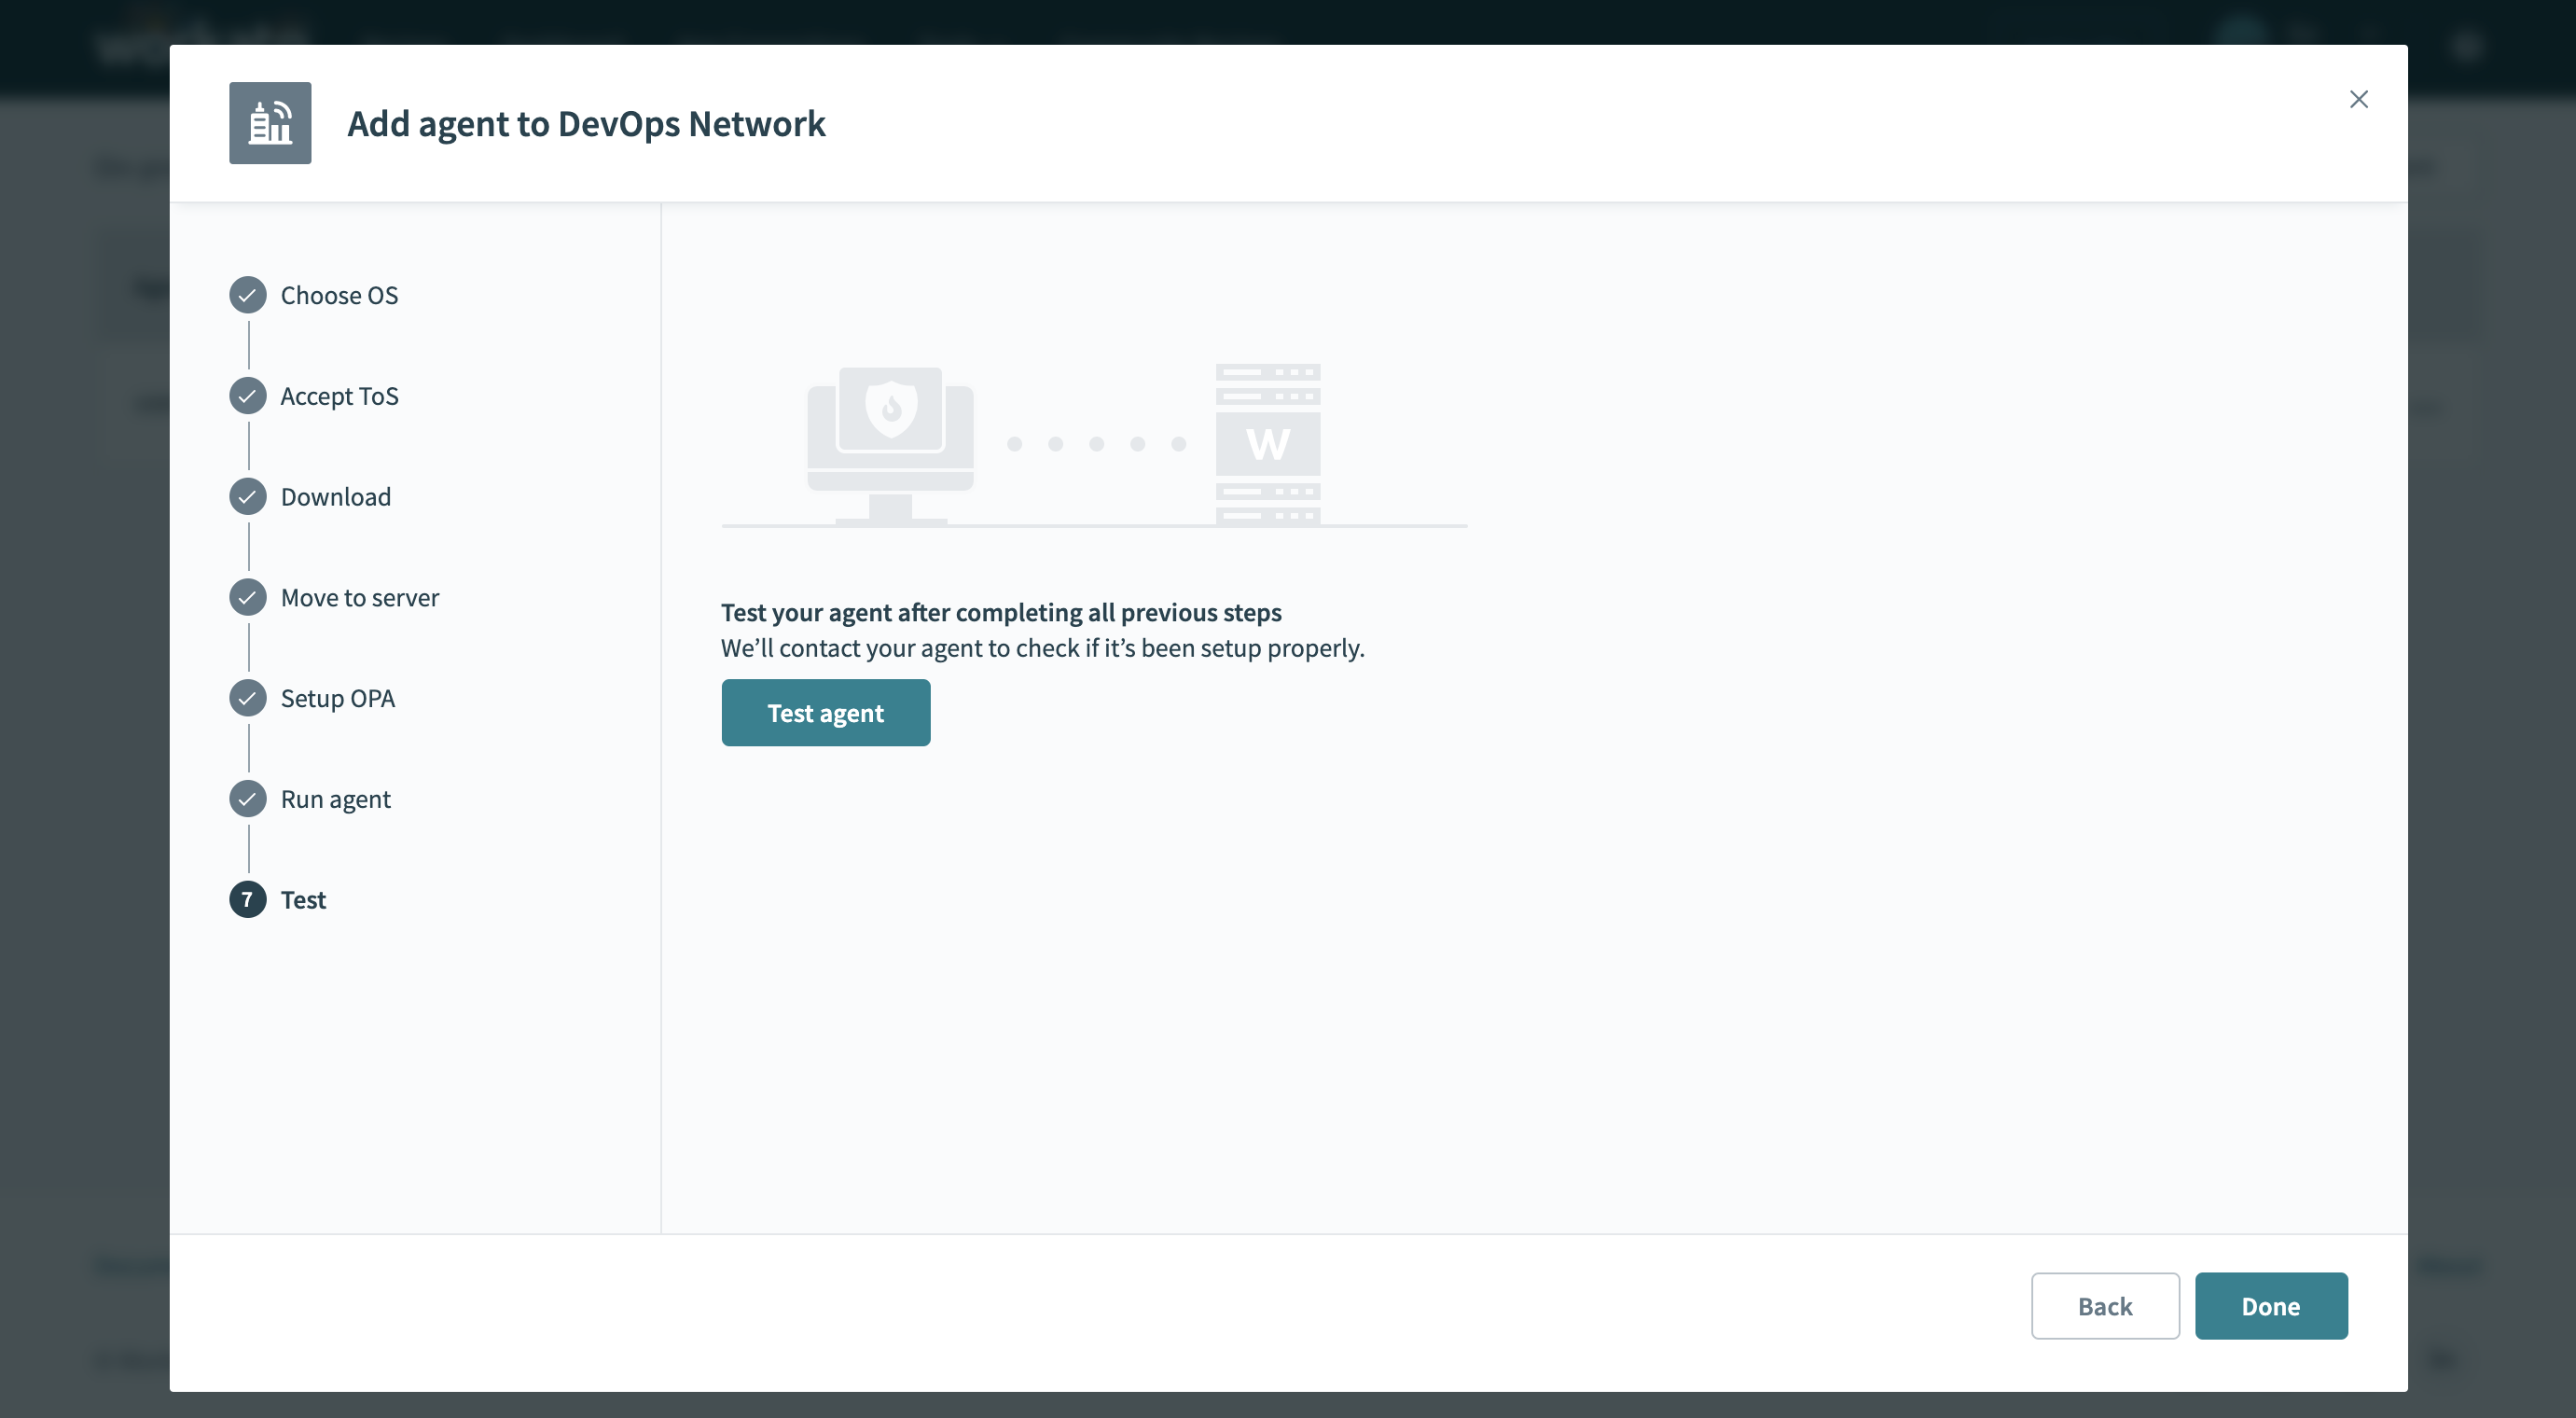 Add agent to DevOps Network
Choose OS
Accept ToS
Download
Move to server
Setup OPA
Run agent
7 Test
W
Test your agent after completing all previous steps
We’ll contact your agent to check if it’s been setup properly.
Test agent
Back
Done